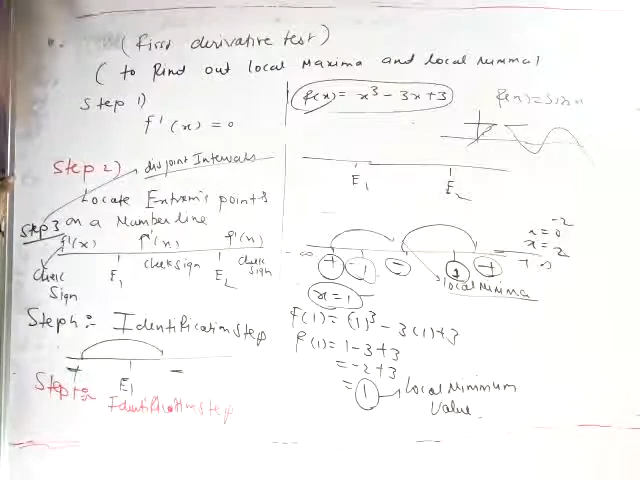 (First derivative test)
( to find out local Maxima and local Minima)
Step 1)
f'(x) = 0
Step 2)
disjoint Intervals
Locate Extremis points
on a Number line
Step 3
f'(x) f'(x) f'(x)
Check Sign
E₁
Check Sign
E₂
Check Sign
Step 4 :- Identification Step
+ E₁ -
Step
Identification Step
f(x) = x³ - 3x + 3
f(x) = Sin x
E₁ E₂
-2
x = 0
x = 2
- ∞ + -1 - 1 + + ∞
local Minima
x = 1
f(1) = (1)³ - 3(1) + 3
f(1) = 1 - 3 + 3
= -2 + 3
= 1 → Local Minimum
Value.